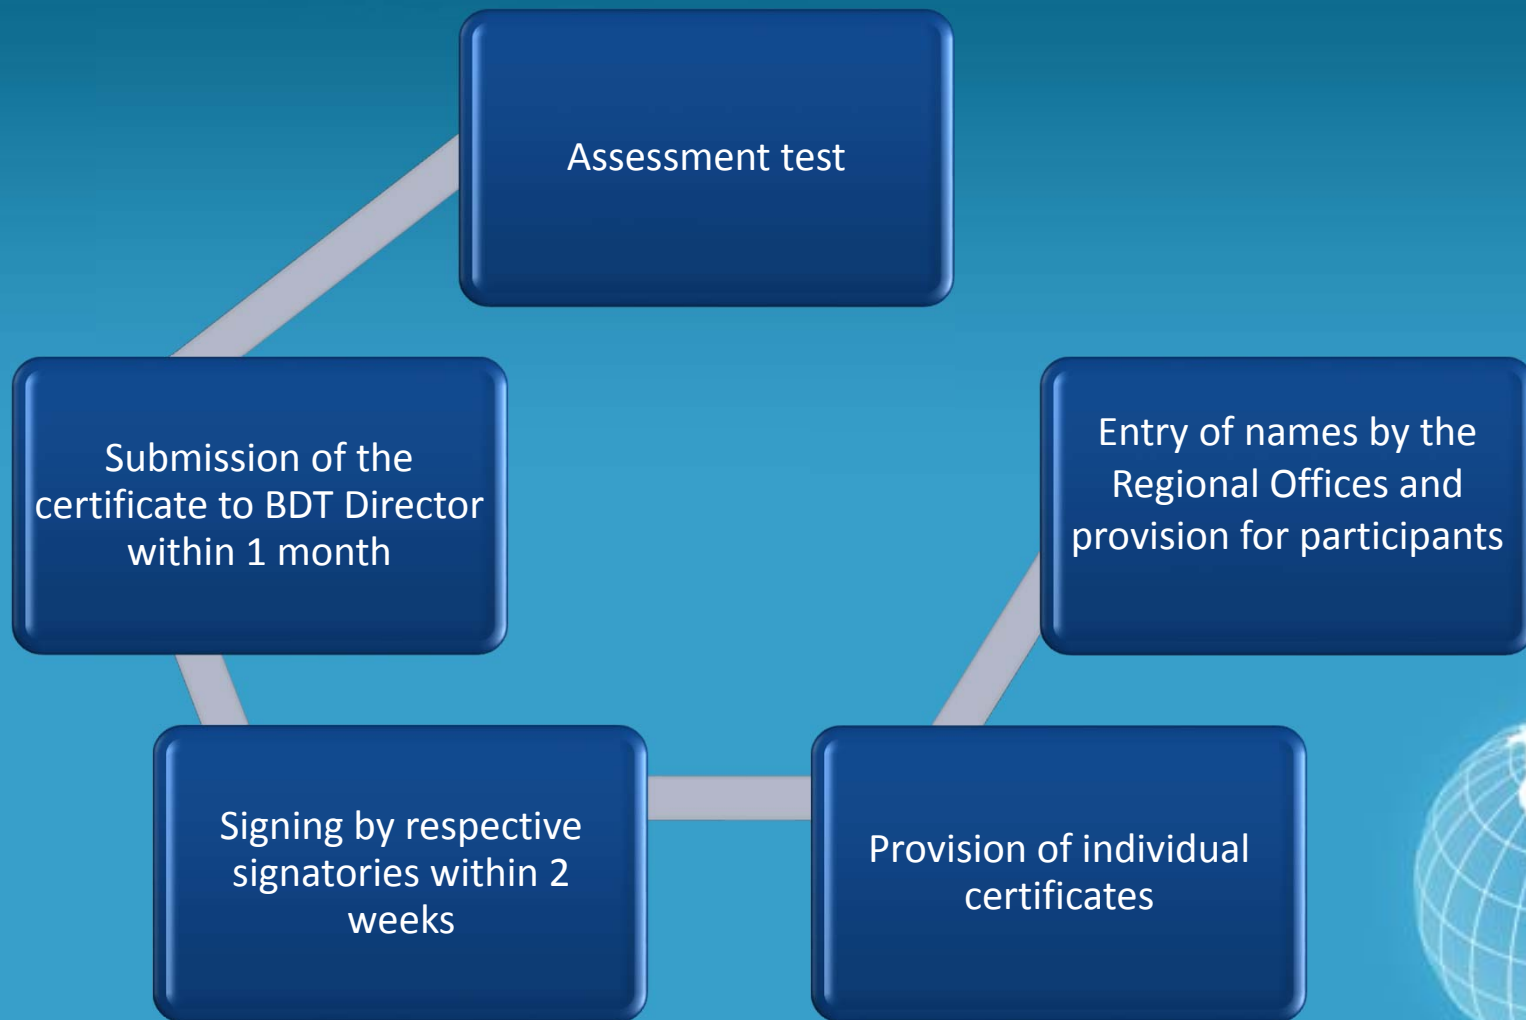 Assessment test
Submission of the
certificate to BDT Director
within 1 month
Entry of names by the
Regional Offices and
provision for participants
Signing by respective
signatories within 2
weeks
Provision of individual
certificates